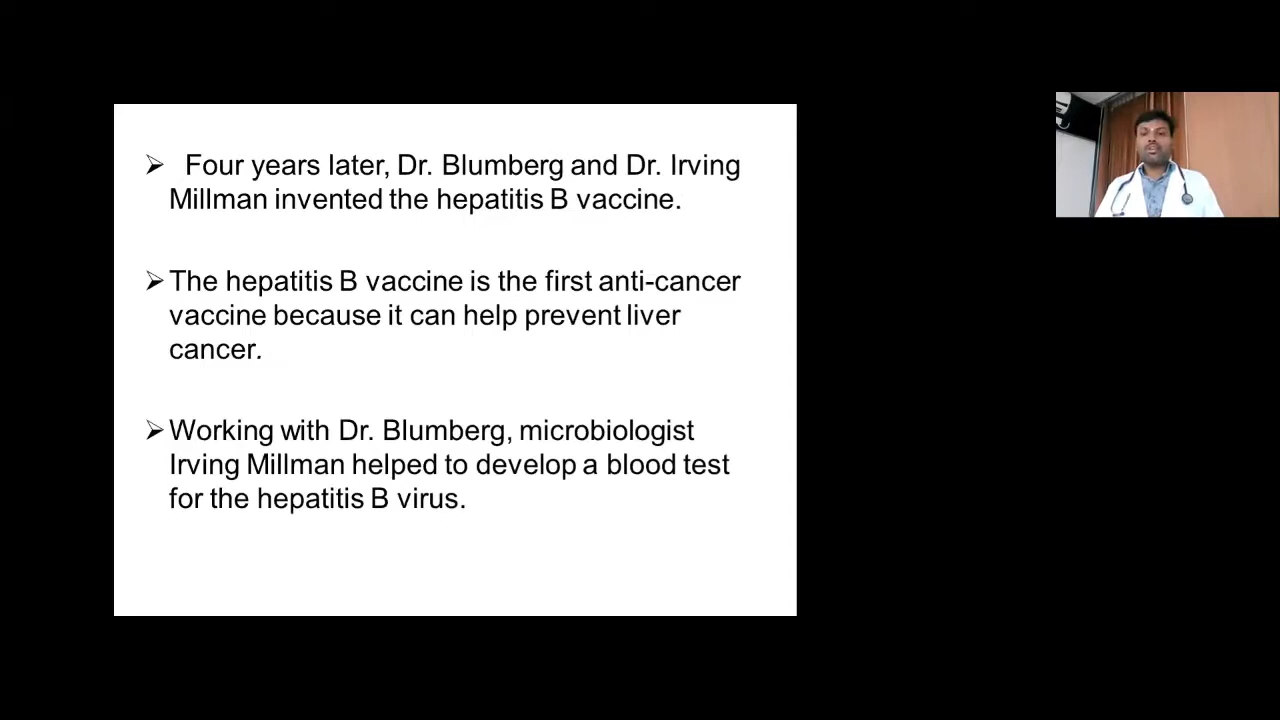 ➢ Four years later, Dr. Blumberg and Dr. Irving
Millman invented the hepatitis B vaccine.
➢ The hepatitis B vaccine is the first anti-cancer
vaccine because it can help prevent liver
cancer.
➢ Working with Dr. Blumberg, microbiologist
Irving Millman helped to develop a blood test
for the hepatitis B virus.